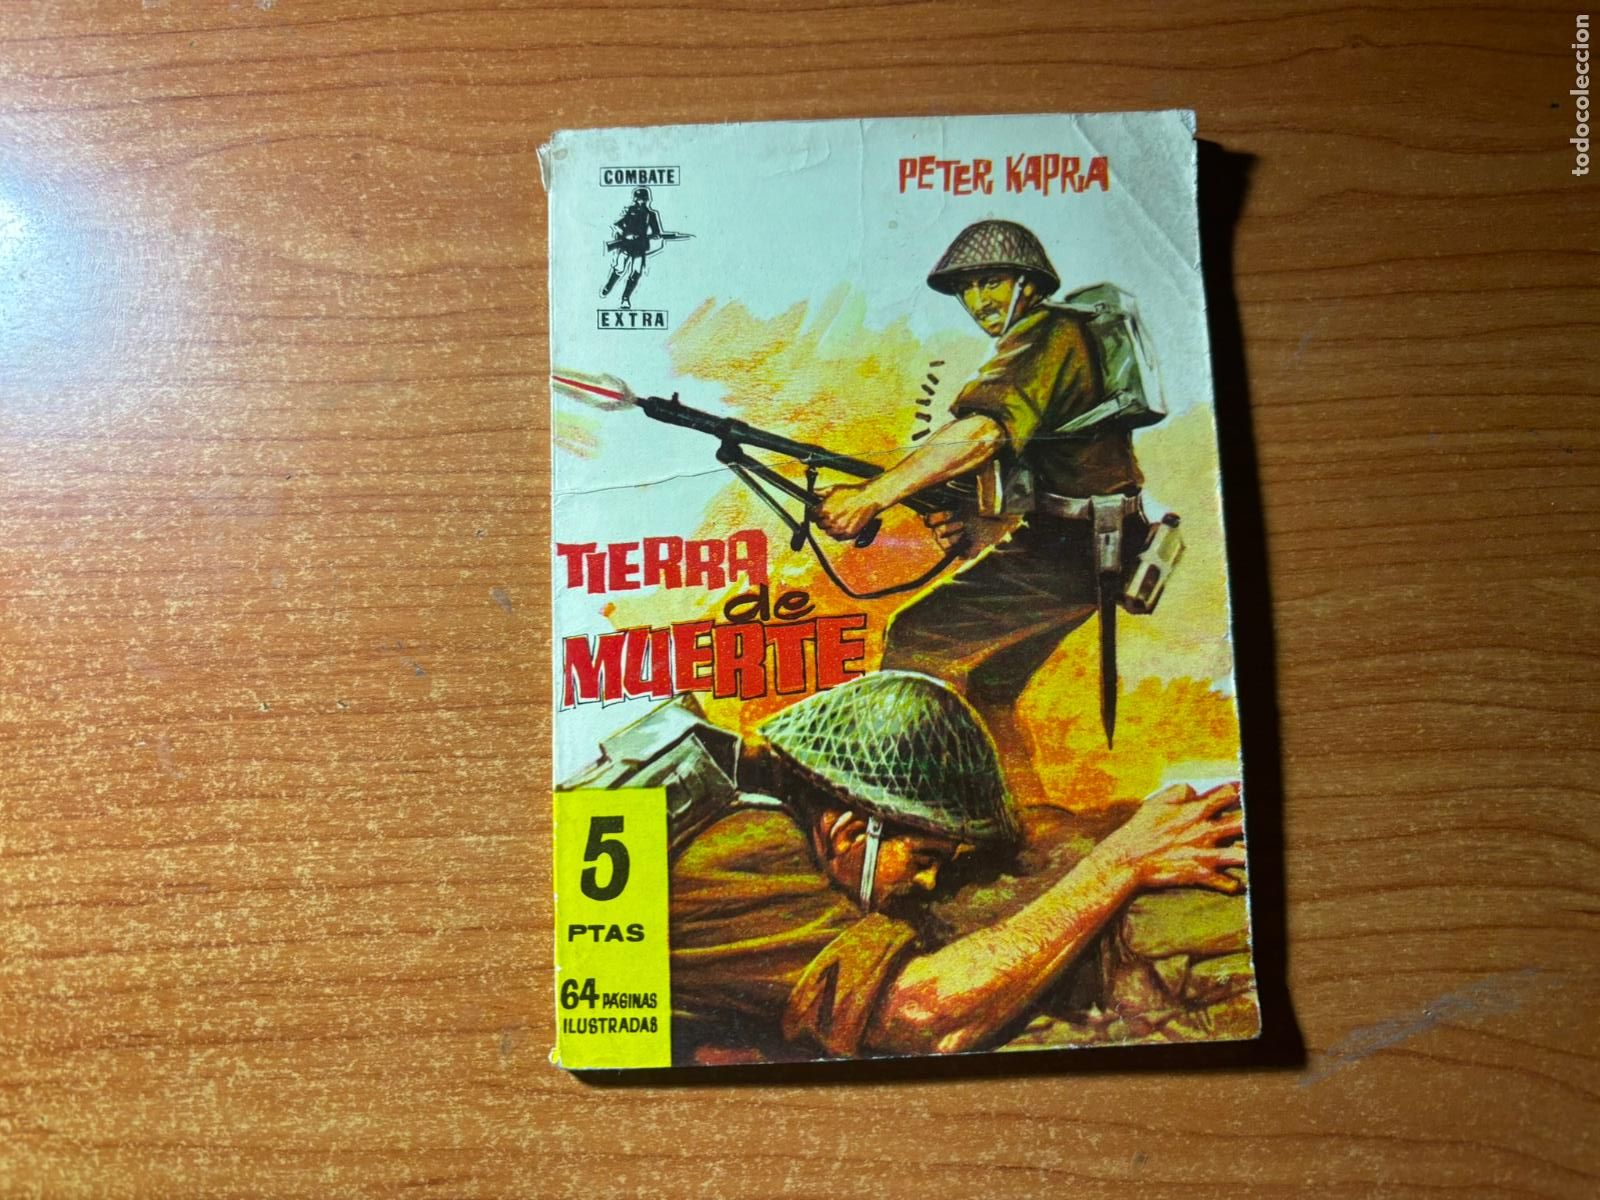 COMBATE
EXTRA
PETER KAPRA
TIERRA
de
MUERTE
5
PTAS
64 PÁGINAS
ILUSTRADAS
todocoleccion